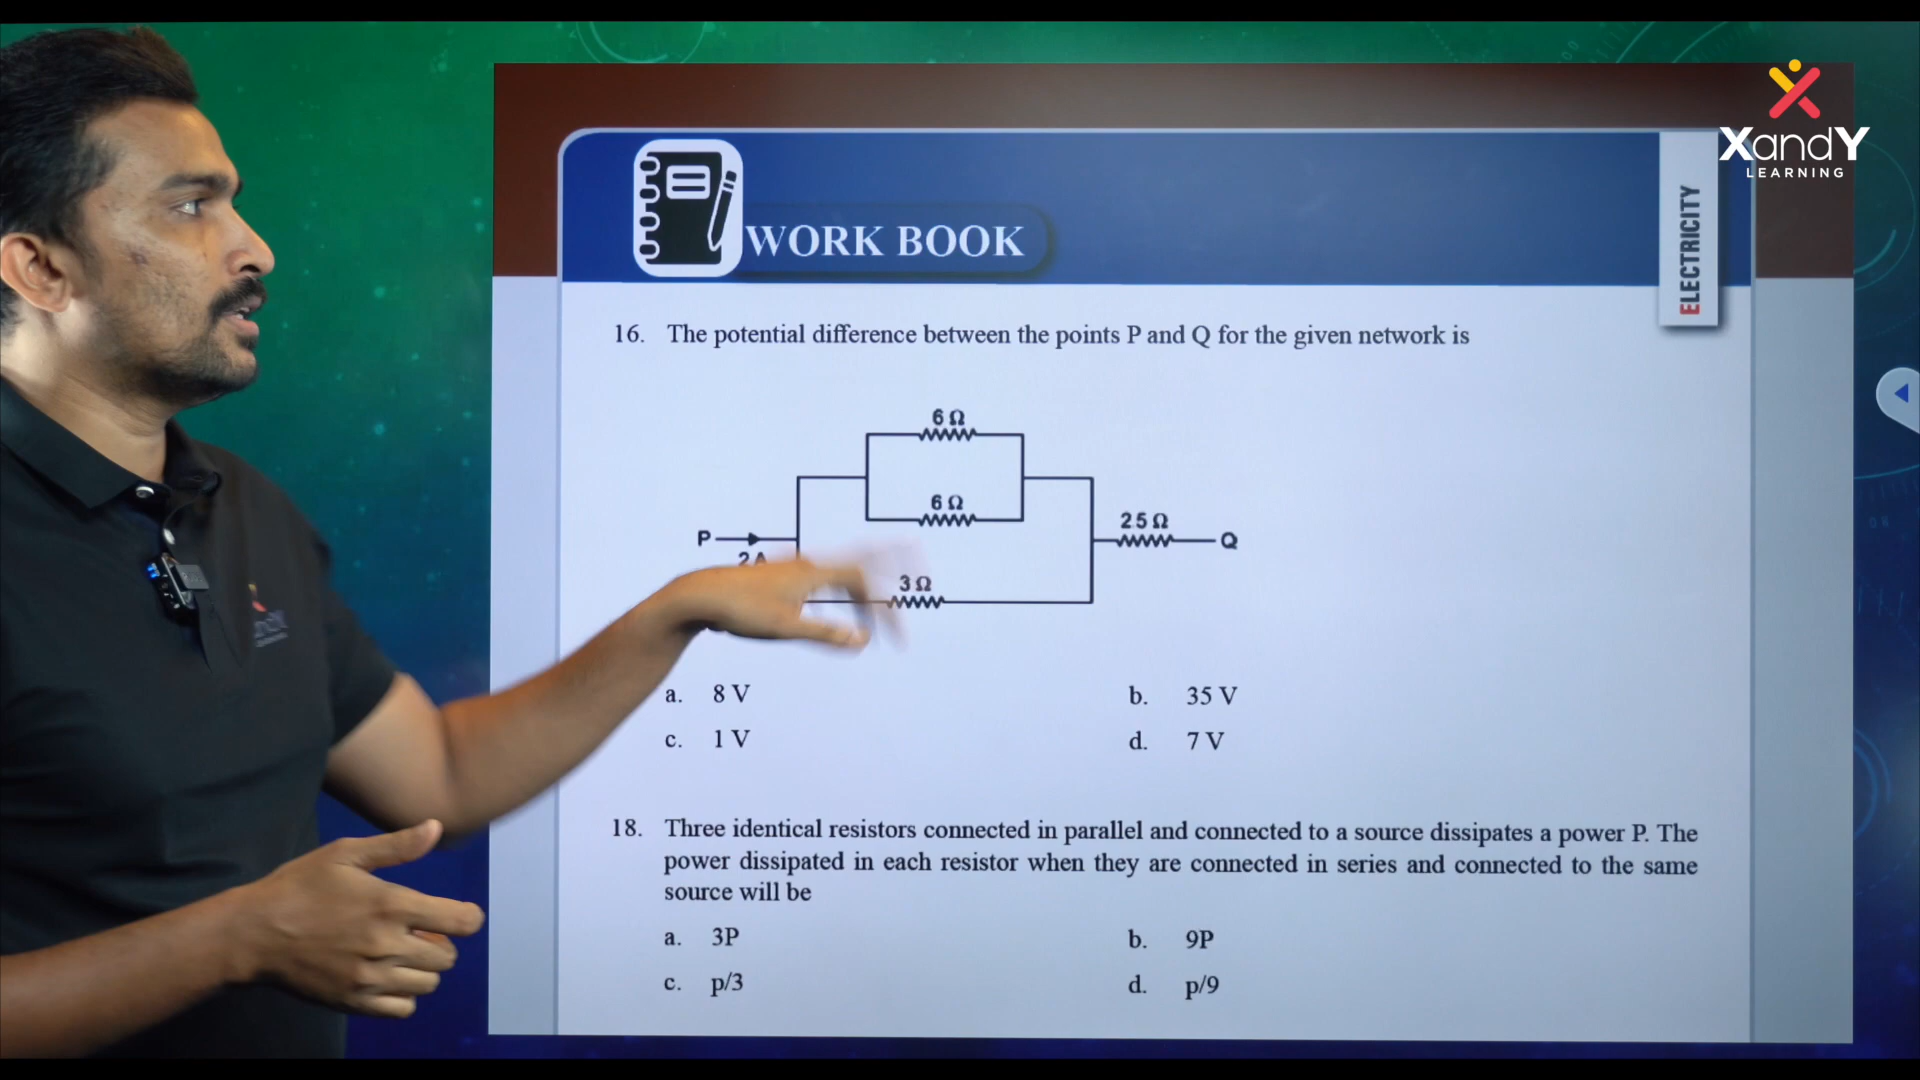 XandY
LEARNING
WORK BOOK
ELECTRICITY
16. The potential difference between the points P and Q for the given network is
6 Ω
6 Ω
25 Ω
P
Q
2 A
3 Ω
a. 8 V
b. 35 V
c. 1 V
d. 7 V
18. Three identical resistors connected in parallel and connected to a source dissipates a power P. The
power dissipated in each resistor when they are connected in series and connected to the same
source will be
a. 3P
b. 9P
c. p/3
d. p/9